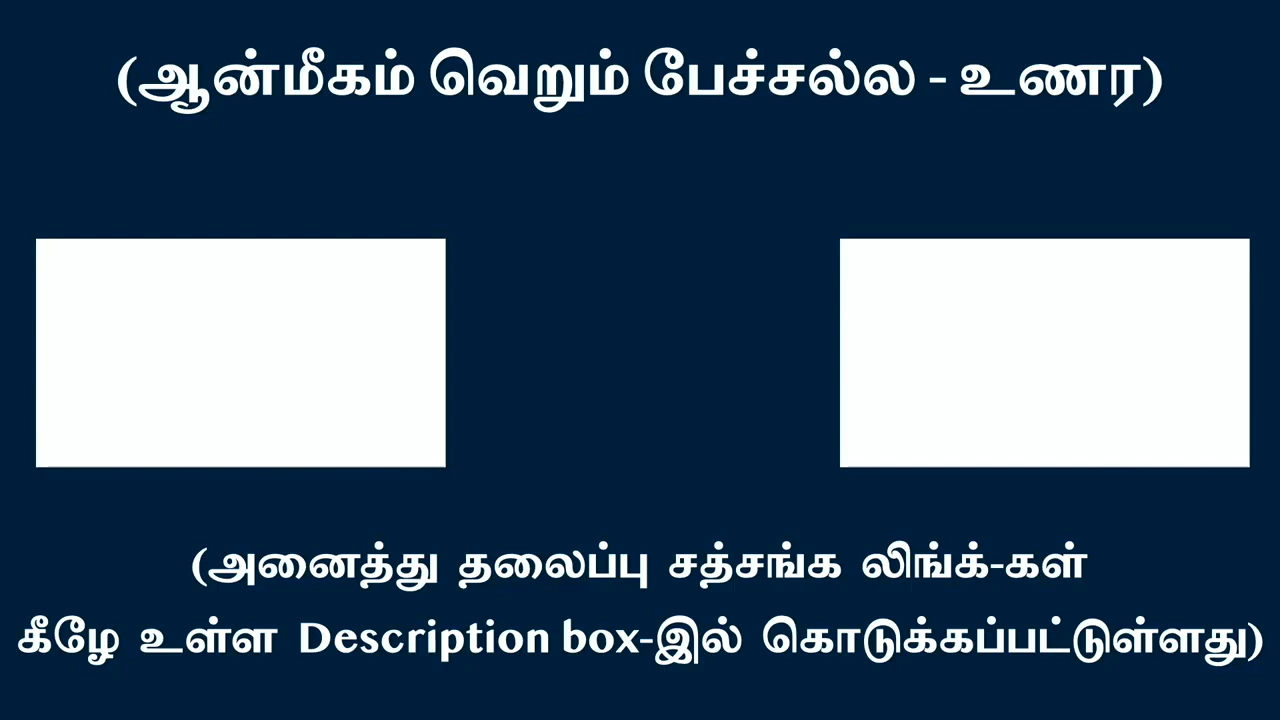 (ஆன்மீகம் வெறும் பேச்சல்ல - உணர)
(அனைத்து தலைப்பு சத்சங்க லிங்க்-கள்
கீழே உள்ள Description box-இல் கொடுக்கப்பட்டுள்ளது)